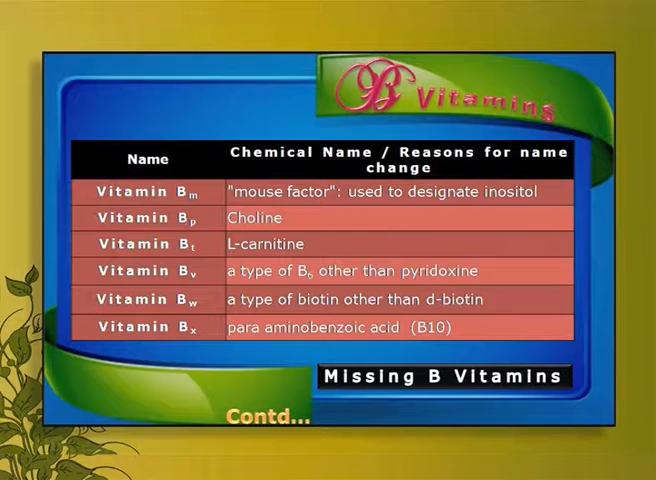 B Vitamins
Name
Chemical Name / Reasons for name
change
Vitamin Bₘ "mouse factor": used to designate inositol
Vitamin Bₚ Choline
Vitamin Bₜ L-carnitine
Vitamin Bᵥ a type of B₆ other than pyridoxine
Vitamin B_w a type of biotin other than d-biotin
Vitamin Bₓ para aminobenzoic acid (B10)
Missing B Vitamins
Contd...